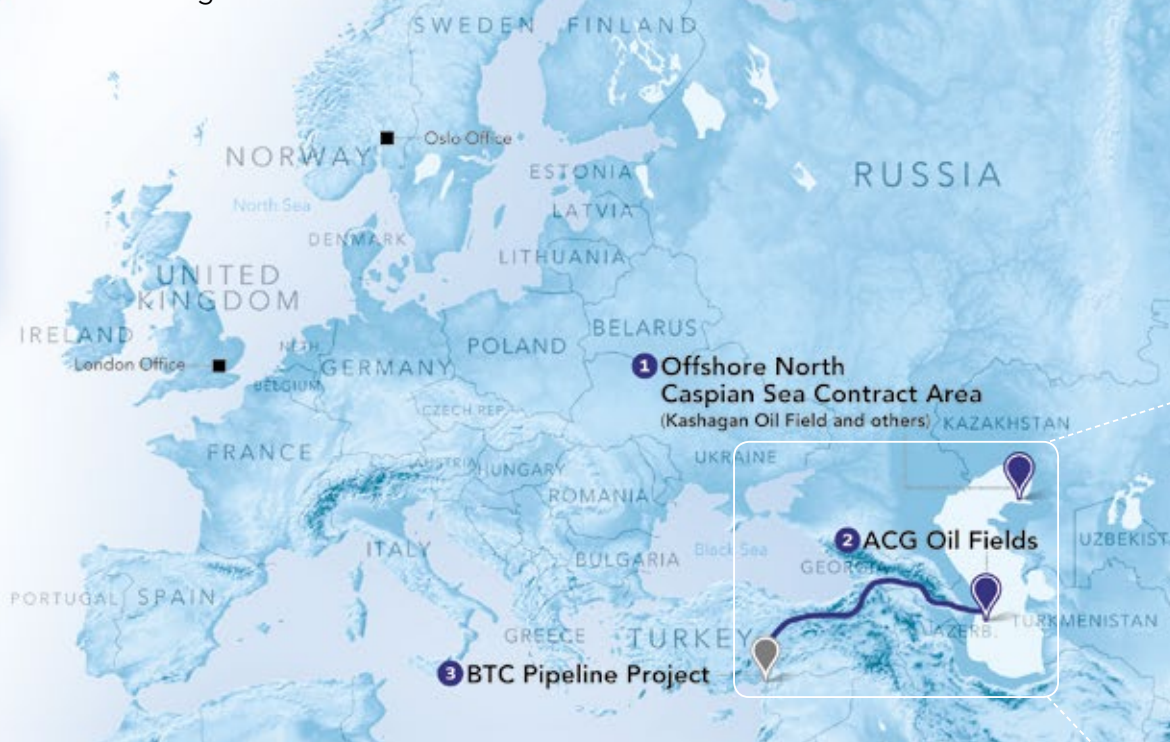 SWEDEN
FINLAND
Oslo Office
NORWAY
ESTONIA
RUSSIA
North Sea
LATVIA
DENMARK
LITHUANIA
UNITED
KINGDOM
IRELAND
BELARUS
NETH.
POLAND
London Office
GERMANY
BELGIUM
1 Offshore North
Caspian Sea Contract Area
(Kashagan Oil Field and others)
KAZAKHSTAN
CZECH REP.
FRANCE
UKRAINE
AUSTRIA
HUNGARY
ROMANIA
2 ACG Oil Fields
UZBEKIST
ITALY
BULGARIA
Black Sea
GEORGIA
PORTUGAL
SPAIN
TURKMENISTAN
AZERB.
GREECE
TURKEY
3 BTC Pipeline Project